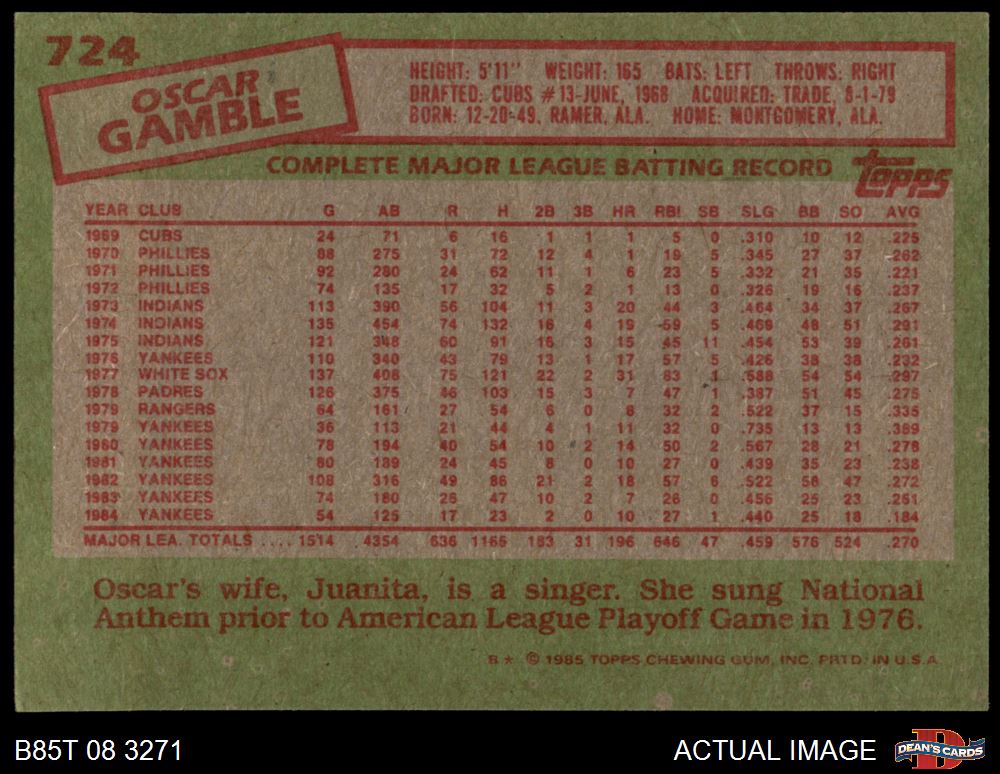 724
OSCAR
GAMBLE
HEIGHT: 5'11" WEIGHT: 165 BATS: LEFT THROWS: RIGHT
DRAFTED: CUBS #13-JUNE, 1968 ACQUIRED: TRADE, 8-1-79
BORN: 12-20-49, RAMER, ALA. HOME: MONTGOMERY, ALA.
COMPLETE MAJOR LEAGUE BATTING RECORD
TOPPS
YEAR CLUB G AB R H 2B 3B HR RBI SB SLG BB SO AVG
1969 CUBS 24 71 6 16 1 1 1 5 0 .310 10 12 .225
1970 PHILLIES 88 275 31 72 12 4 1 19 5 .345 27 37 .262
1971 PHILLIES 92 280 24 62 11 1 6 23 5 .332 21 35 .221
1972 PHILLIES 74 135 17 32 5 2 1 13 0 .326 19 16 .237
1973 INDIANS 113 390 56 104 11 3 20 44 3 .464 34 37 .267
1974 INDIANS 135 454 74 132 16 4 19 59 5 .469 48 51 .291
1975 INDIANS 121 348 60 91 16 3 15 45 11 .454 53 39 .261
1976 YANKEES 110 340 43 79 13 1 17 57 5 .426 38 38 .232
1977 WHITE SOX 137 408 75 121 22 2 31 83 1 .588 54 54 .297
1978 PADRES 126 375 46 103 15 3 7 47 1 .387 51 45 .275
1979 RANGERS 64 161 27 54 6 0 8 32 2 .522 37 15 .335
1979 YANKEES 36 113 21 44 4 1 11 32 0 .735 13 13 .389
1980 YANKEES 78 194 40 54 10 2 14 50 2 .567 28 21 .278
1981 YANKEES 80 189 24 45 8 0 10 27 0 .439 35 23 .238
1982 YANKEES 108 316 49 86 21 2 18 57 6 .522 58 47 .272
1983 YANKEES 74 180 26 47 10 2 7 26 0 .456 25 23 .261
1984 YANKEES 54 125 17 23 2 0 10 27 1 .440 25 18 .184
MAJOR LEA. TOTALS .... 1514 4354 636 1165 183 31 196 646 47 .459 576 524 .270
Oscar's wife, Juanita, is a singer. She sung National
Anthem prior to American League Playoff Game in 1976.
B* © 1985 TOPPS CHEWING GUM, INC. PRTD. IN U.S.A.
B85T 08 3271
ACTUAL IMAGE
D
DEAN'S CARDS